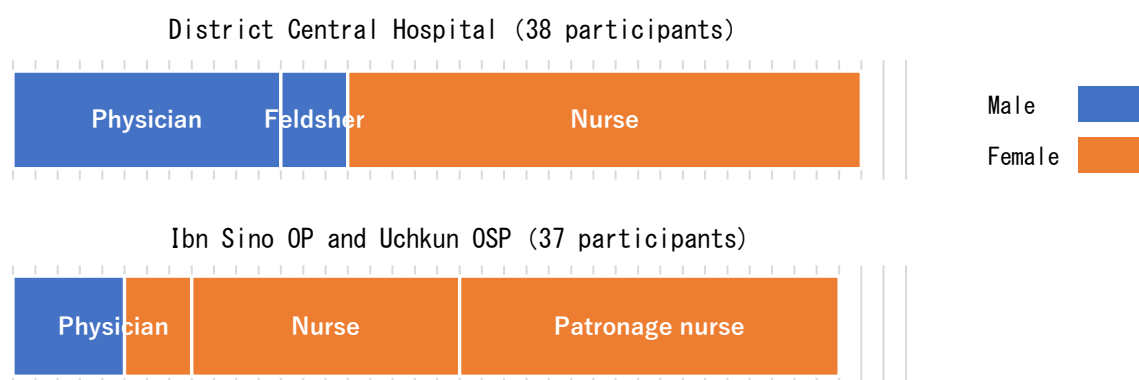 District Central Hospital (38 participants)
Physician
Feldsher
Nurse
Male
Female
Ibn Sino OP and Uchkun OSP (37 participants)
Physician
Nurse
Patronage nurse